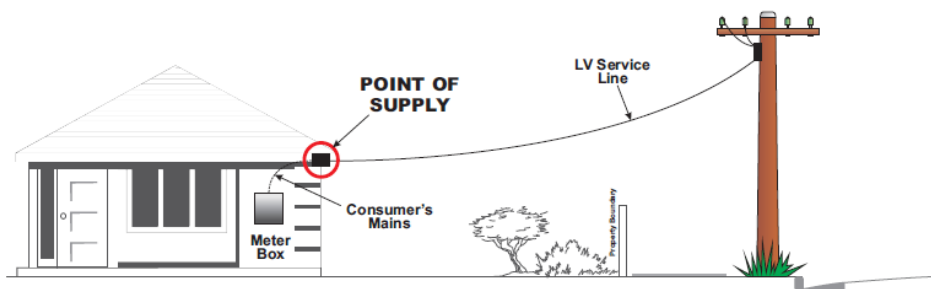 POINT OF
SUPPLY
LV Service
Line
Consumer's
Mains
Meter
Box
Property Boundary